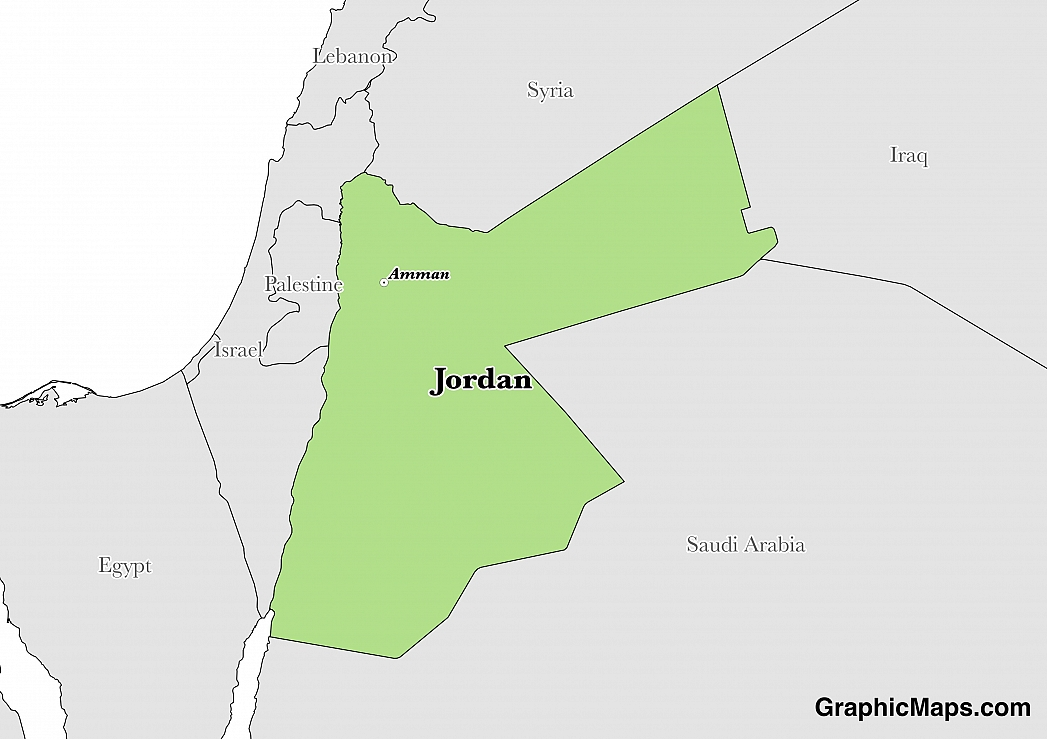 Lebanon
Syria
Iraq
Amman
Palestine
Israel
Jordan
Saudi Arabia
Egypt
GraphicMaps.com